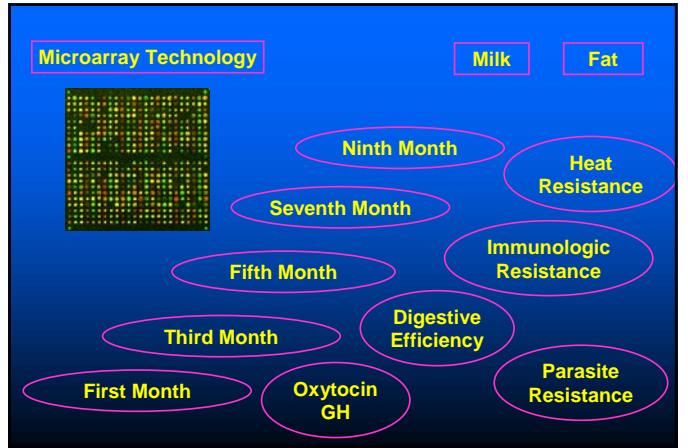 Microarray Technology
Milk
Fat
Ninth Month
Heat
Resistance
Seventh Month
Immunologic
Resistance
Fifth Month
Digestive
Efficiency
Third Month
Parasite
Resistance
First Month
Oxytocin
GH